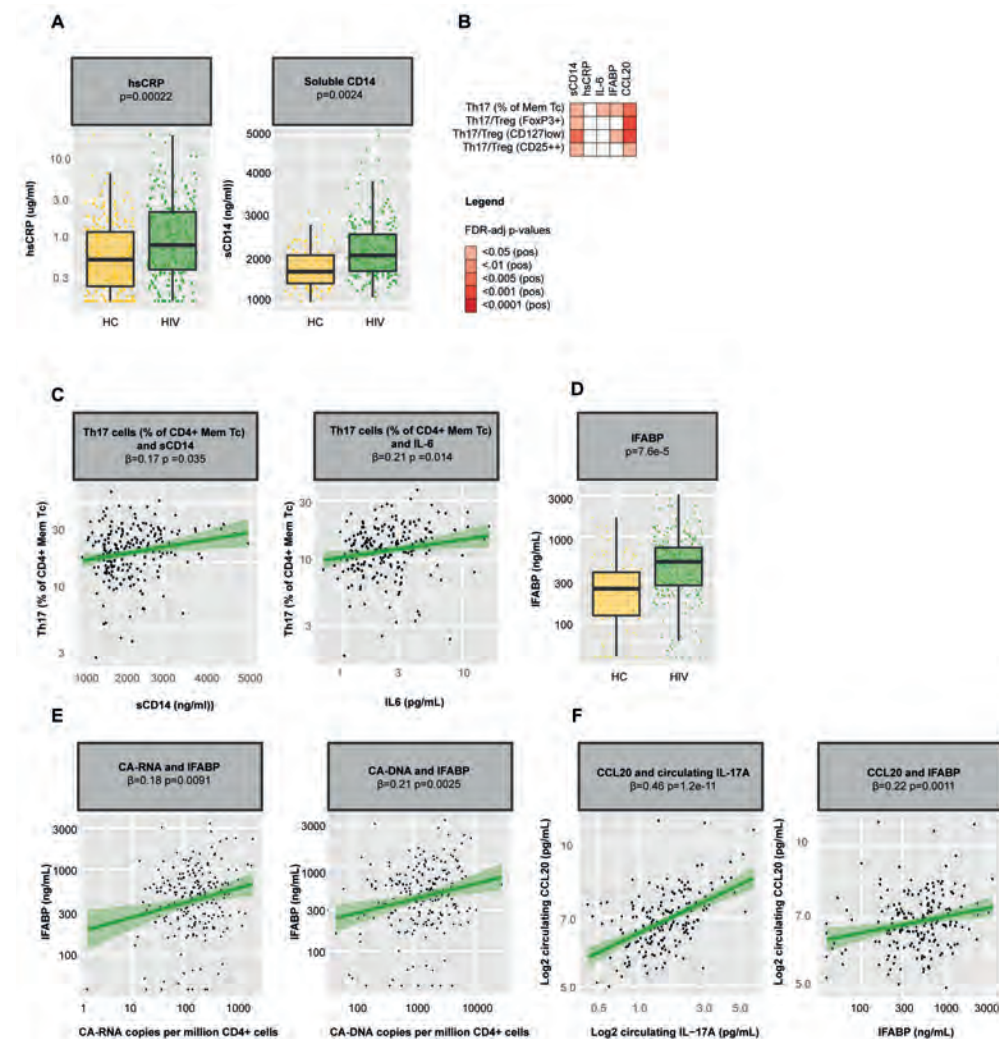 A
hsCRP
p=0.00022
Soluble CD14
p=0.0024
hsCRP (ug/ml)
10.0
3.0
1.0
0.3
HC
HIV
sCD14 (ng/ml))
5000
4000
3000
2000
1000
HC
HIV
B
sCD14
hsCRP
IL-6
IFABP
CCL20
Th17 (% of Mem Tc)
Th17/Treg (FoxP3+)
Th17/Treg (CD127low)
Th17/Treg (CD25++)
Legend
FDR-adj p-values
<0.05 (pos)
<.01 (pos)
<0.005 (pos)
<0.001 (pos)
<0.0001 (pos)
C
Th17 cells (% of CD4+ Mem Tc)
and sCD14
β=0.17 p =0.035
Th17 (% of CD4+ Mem Tc)
30
10
3
1000
2000
3000
4000
5000
sCD14 (ng/ml))
Th17 cells (% of CD4+ Mem Tc)
and IL-6
β=0.21 p =0.014
Th17 (% of CD4+ Mem Tc)
30
10
3
1
3
10
IL6 (pg/mL)
D
IFABP
p=7.6e-5
IFABP (ng/mL)
3000
1000
300
100
HC
HIV
E
CA-RNA and IFABP
β=0.18 p=0.0091
IFABP (ng/mL)
3000
1000
300
100
1
10
100
1000
CA-RNA copies per million CD4+ cells
CA-DNA and IFABP
β=0.21 p=0.0025
IFABP (ng/mL)
3000
1000
300
100
100
1000
10000
CA-DNA copies per million CD4+ cells
F
CCL20 and circulating IL-17A
β=0.46 p=1.2e-11
Log2 circulating CCL20 (pg/mL)
10
7.0
5.0
0.5
1.0
3.0
5.0
Log2 circulating IL-17A (pg/mL)
CCL20 and IFABP
β=0.22 p=0.0011
Log2 circulating CCL20 (pg/mL)
10
7.0
5.0
100
300
1000
3000
IFABP (ng/mL)